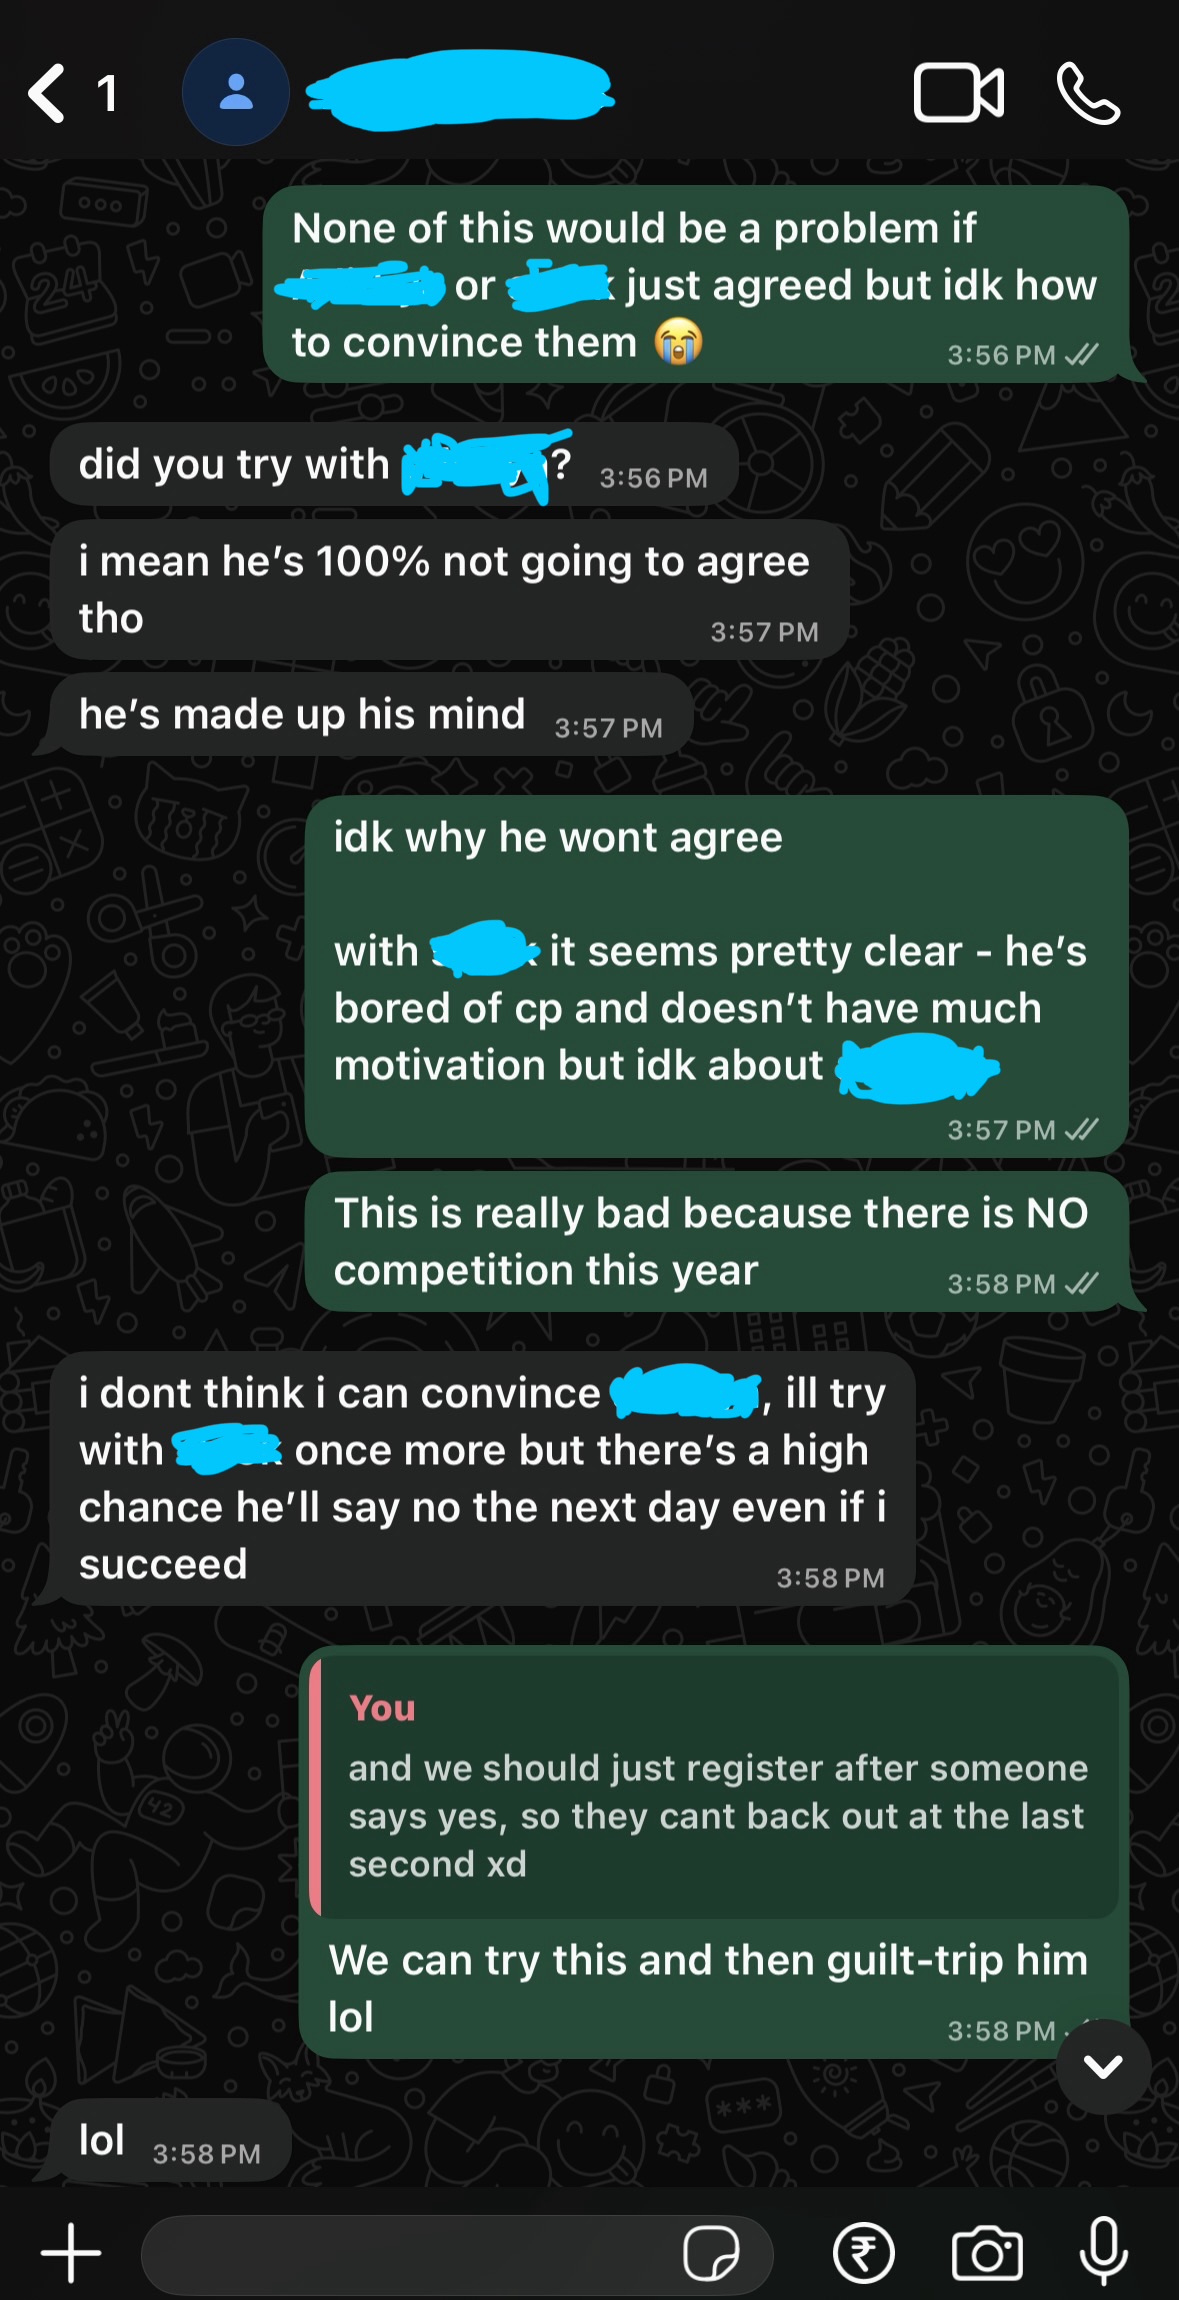 1
None of this would be a problem if
or just agreed but idk how
to convince them 😭
3:56 PM
did you try with ?
3:56 PM
i mean he's 100% not going to agree
tho
3:57 PM
he's made up his mind
3:57 PM
idk why he wont agree
with it seems pretty clear - he's
bored of cp and doesn't have much
motivation but idk about
3:57 PM
This is really bad because there is NO
competition this year
3:58 PM
i dont think i can convince , ill try
with once more but there's a high
chance he'll say no the next day even if i
succeed
3:58 PM
You
and we should just register after someone
says yes, so they cant back out at the last
second xd
We can try this and then guilt-trip him
lol
3:58 PM
lol
3:58 PM